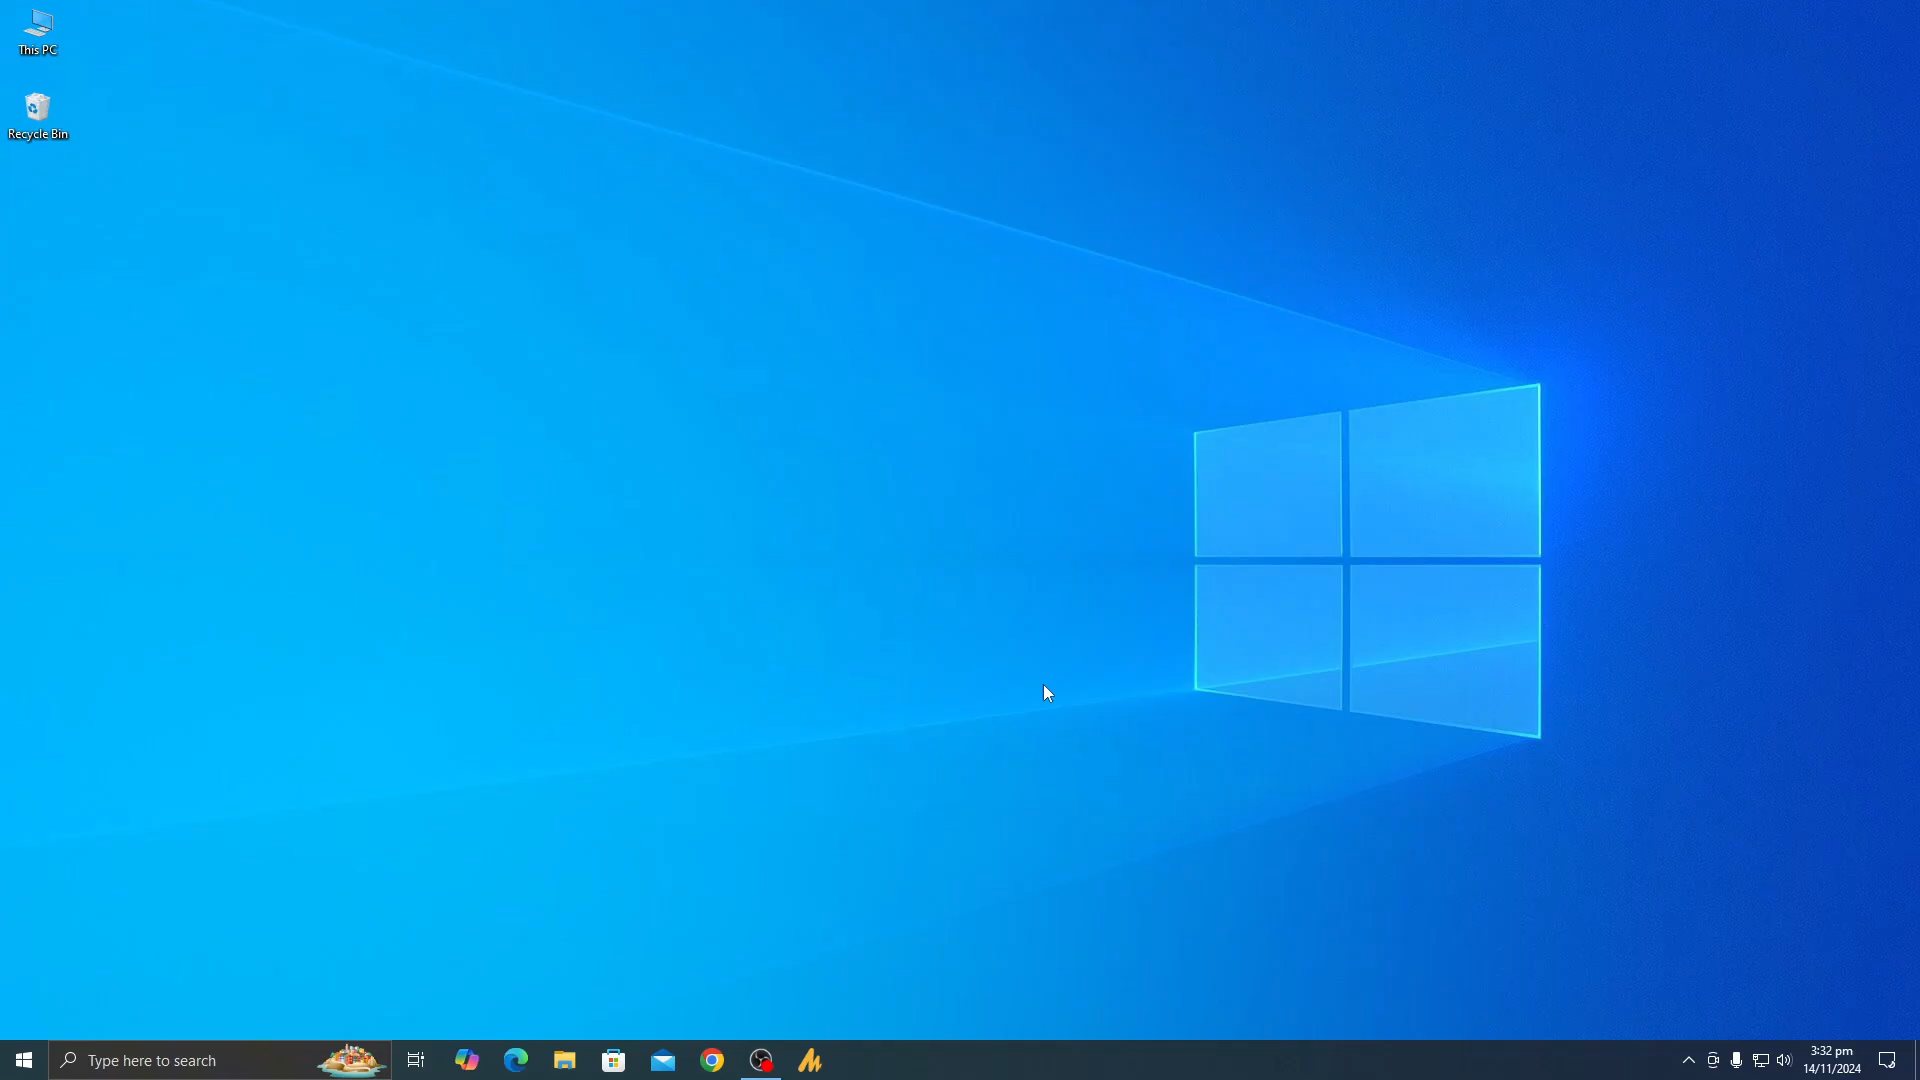 This PC
Recycle Bin
Type here to search
3:32 pm
14/11/2024